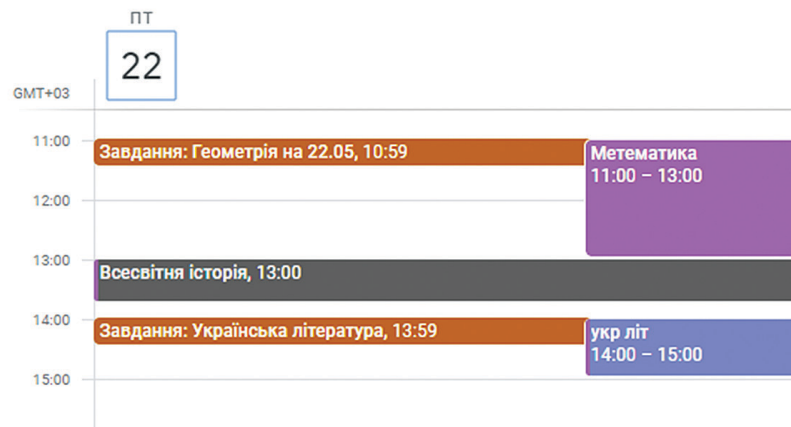 ПТ
22
GMT+03
11:00
Завдання: Геометрія на 22.05, 10:59
Метематика
11:00 – 13:00
12:00
13:00
Всесвітня історія, 13:00
14:00
Завдання: Українська література, 13:59
укр літ
14:00 – 15:00
15:00